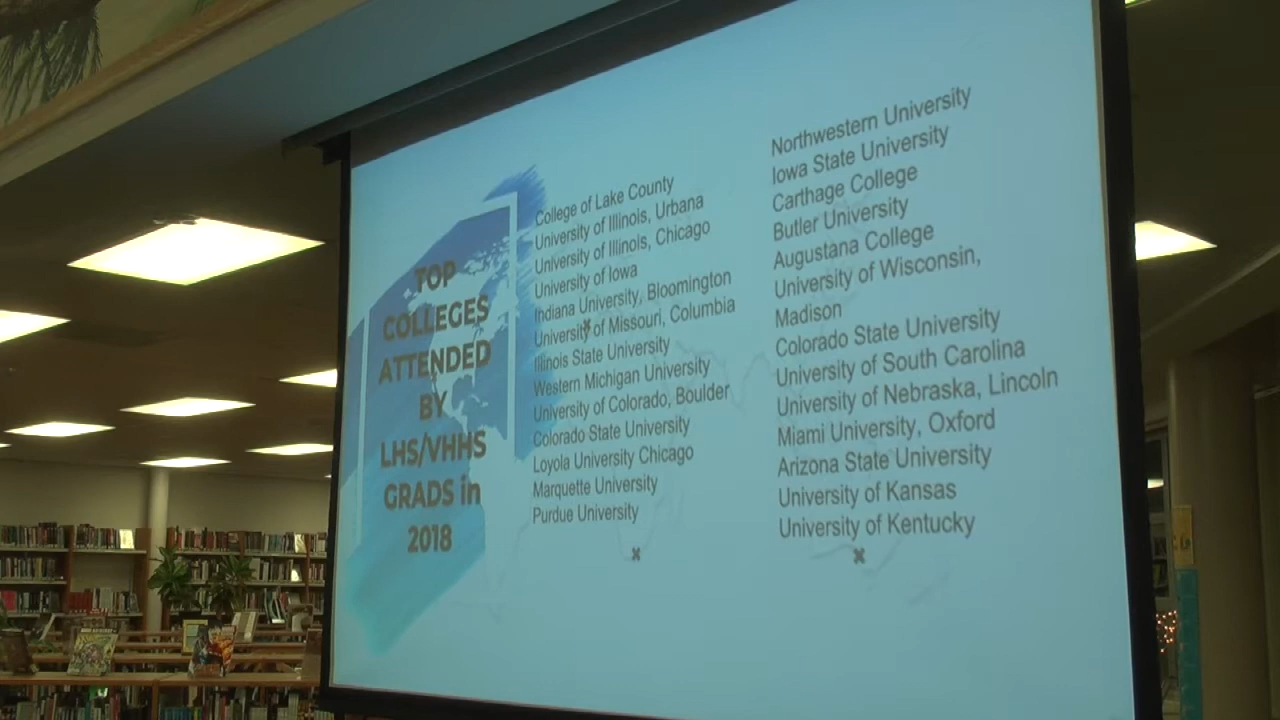 TOP
COLLEGES
ATTENDED
BY
LHS/VHHS
GRADS in
2018
College of Lake County
University of Illinois, Urbana
University of Illinois, Chicago
University of Iowa
Indiana University, Bloomington
University of Missouri, Columbia
Illinois State University
Western Michigan University
University of Colorado, Boulder
Colorado State University
Loyola University Chicago
Marquette University
Purdue University
Northwestern University
Iowa State University
Carthage College
Butler University
Augustana College
University of Wisconsin,
Madison
Colorado State University
University of South Carolina
University of Nebraska, Lincoln
Miami University, Oxford
Arizona State University
University of Kansas
University of Kentucky